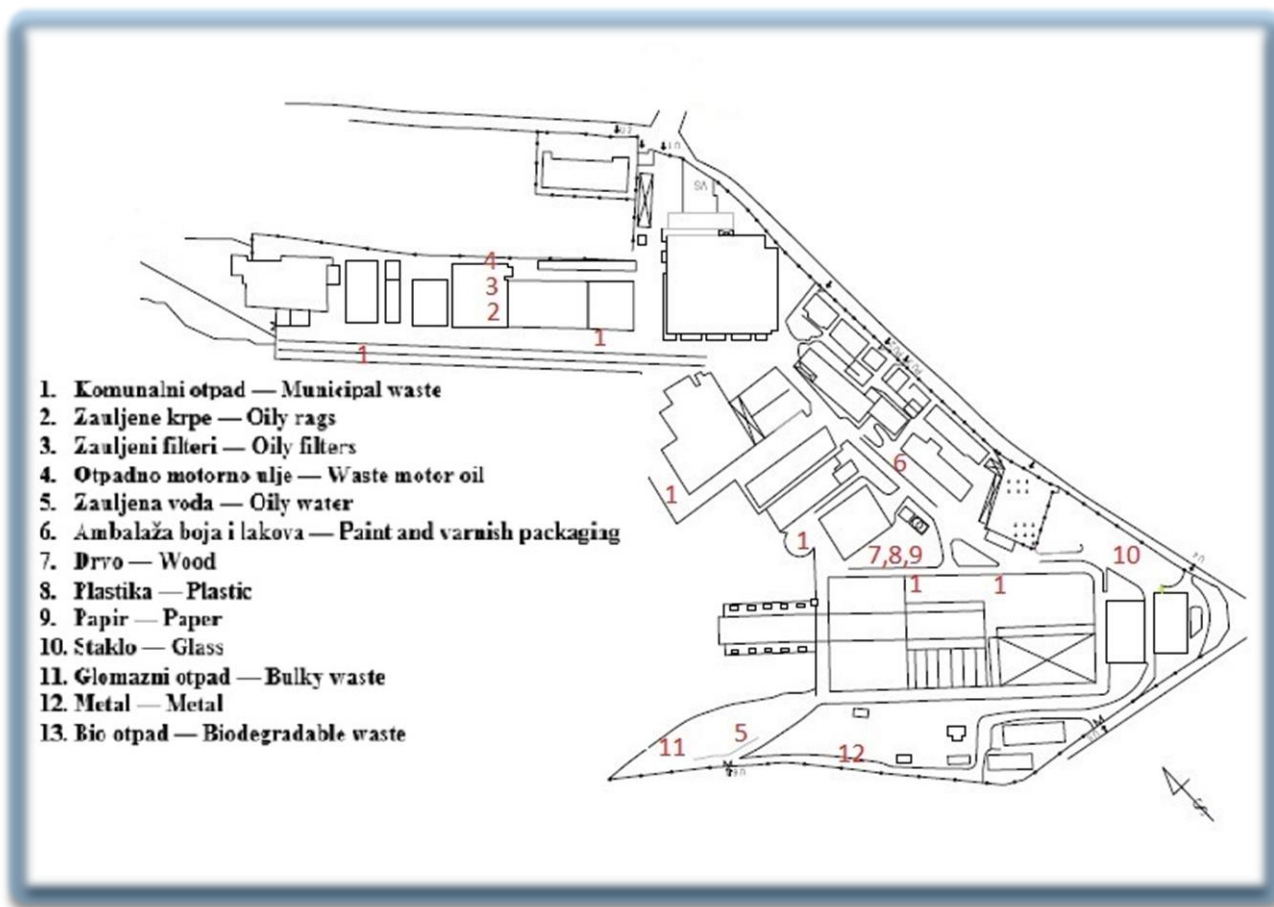 VS
4
3
2
1
1
1. Komunalni otpad — Municipal waste
2. Zauljene krpe — Oily rags
3. Zauljeni filteri — Oily filters
4. Otpadno motorno ulje — Waste motor oil
5. Zauljena voda — Oily water
6. Ambalaža boja i lakova — Paint and varnish packaging
7. Drvo — Wood
8. Plastika — Plastic
9. Papir — Paper
10. Staklo — Glass
11. Glomazni otpad — Bulky waste
12. Metal — Metal
13. Bio otpad — Biodegradable waste
6
1
1
7,8,9
10
1
1
5
11
12